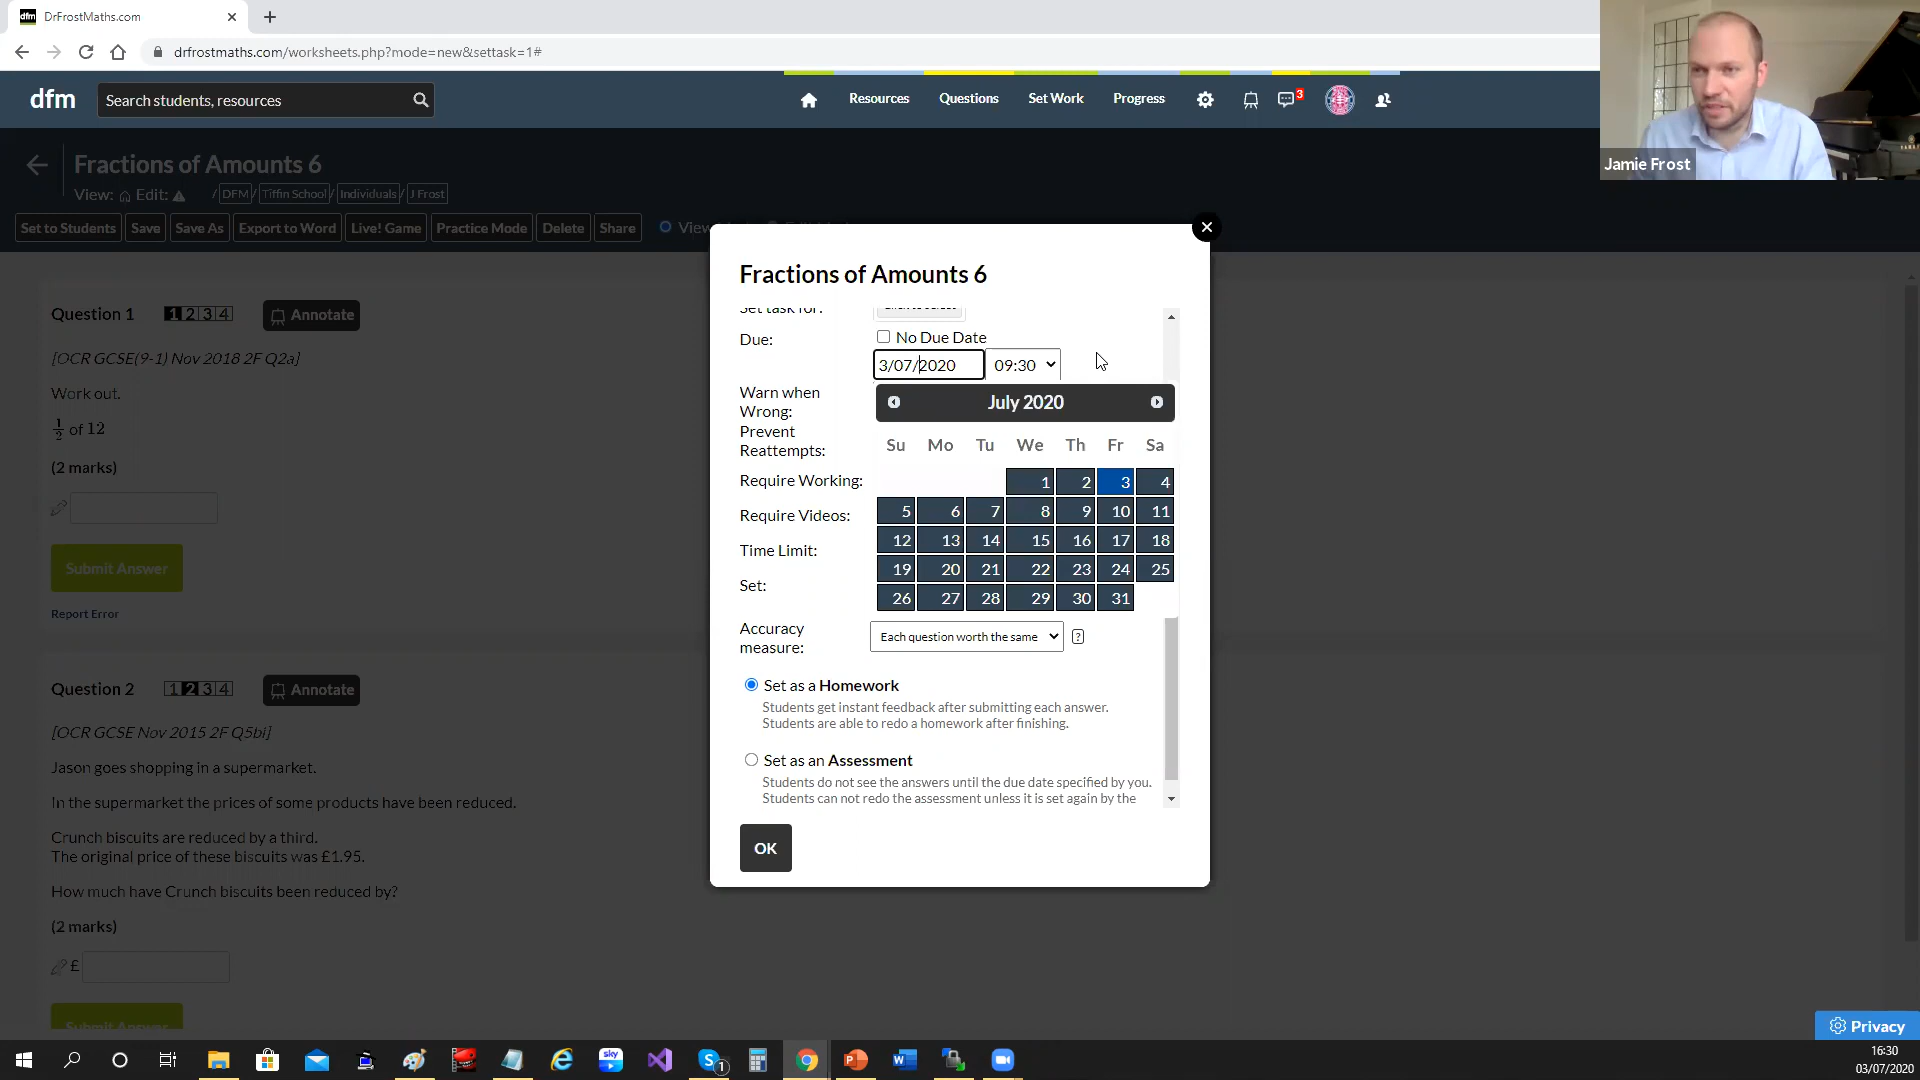 dfm DrFrostMaths.com
drfrostmaths.com/worksheets.php?mode=new&settask=1#
dfm Search students, resources Resources Questions Set Work Progress 3
Jamie Frost
Fractions of Amounts 6
View: Edit: / DFM / Tiffin School / Individuals / J Frost
Set to Students Save Save As Export to Word Live! Game Practice Mode Delete Share View
Question 1 1 2 3 4 Annotate
[OCR GCSE(9-1) Nov 2018 2F Q2a]
Work out.
1/2 of 12
(2 marks)
Submit Answer
Report Error
Question 2 1 2 3 4 Annotate
[OCR GCSE Nov 2015 2F Q5bi]
Jason goes shopping in a supermarket.
In the supermarket the prices of some products have been reduced.
Crunch biscuits are reduced by a third.
The original price of these biscuits was £1.95.
How much have Crunch biscuits been reduced by?
(2 marks)
£
Submit Answer
Fractions of Amounts 6
Set task for:
Due: No Due Date
3/07/2020 09:30
Warn when
Wrong:
Prevent
Reattempts:
Require Working:
Require Videos:
Time Limit:
Set:
July 2020
Su Mo Tu We Th Fr Sa
1 2 3 4
5 6 7 8 9 10 11
12 13 14 15 16 17 18
19 20 21 22 23 24 25
26 27 28 29 30 31
Accuracy
measure:
Each question worth the same ?
Set as a Homework
Students get instant feedback after submitting each answer.
Students are able to redo a homework after finishing.
Set as an Assessment
Students do not see the answers until the due date specified by you.
Students can not redo the assessment unless it is set again by the
OK
Privacy
sky
1
16:30
03/07/2020